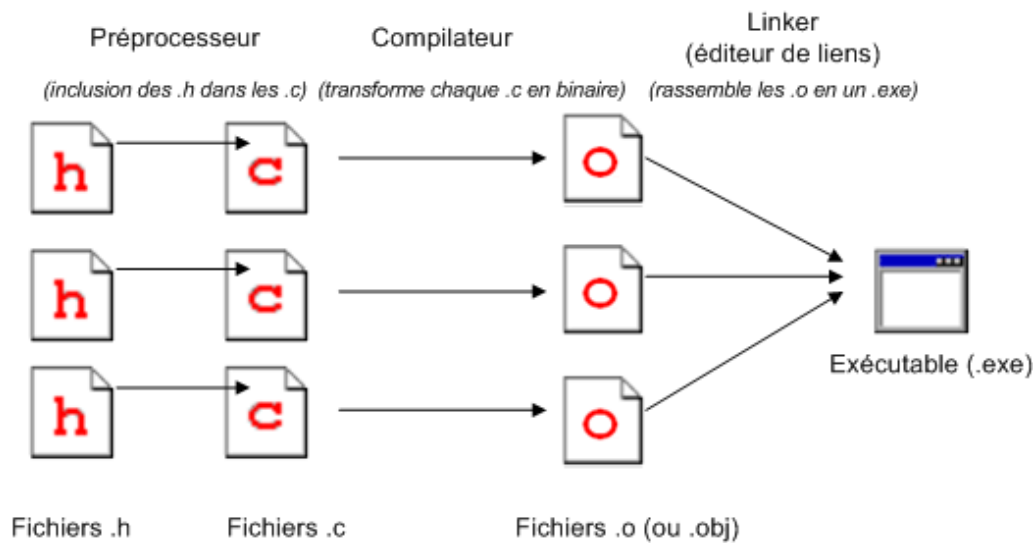 Préprocesseur
Compilateur
Linker
(éditeur de liens)
(inclusion des .h dans les .c)
(transforme chaque .c en binaire)
(rassemble les .o en un .exe)
h
c
o
h
c
o
h
c
o
Exécutable (.exe)
Fichiers .h
Fichiers .c
Fichiers .o (ou .obj)